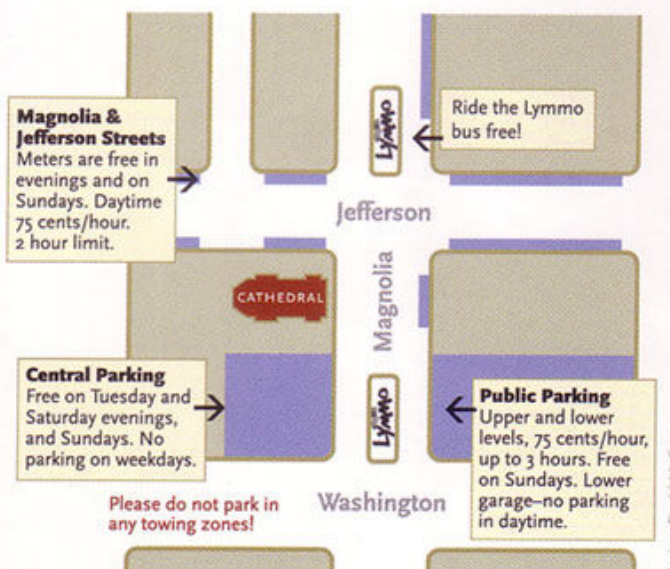 Magnolia &
Jefferson Streets
Meters are free in
evenings and on
Sundays. Daytime
75 cents/hour.
2 hour limit.
LYMMO
Ride the Lymmo
bus free!
Jefferson
Magnolia
CATHEDRAL
Central Parking
Free on Tuesday and
Saturday evenings,
and Sundays. No
parking on weekdays.
LYMMO
Public Parking
Upper and lower
levels, 75 cents/hour,
up to 3 hours. Free
on Sundays. Lower
garage–no parking
in daytime.
Please do not park in
any towing zones!
Washington